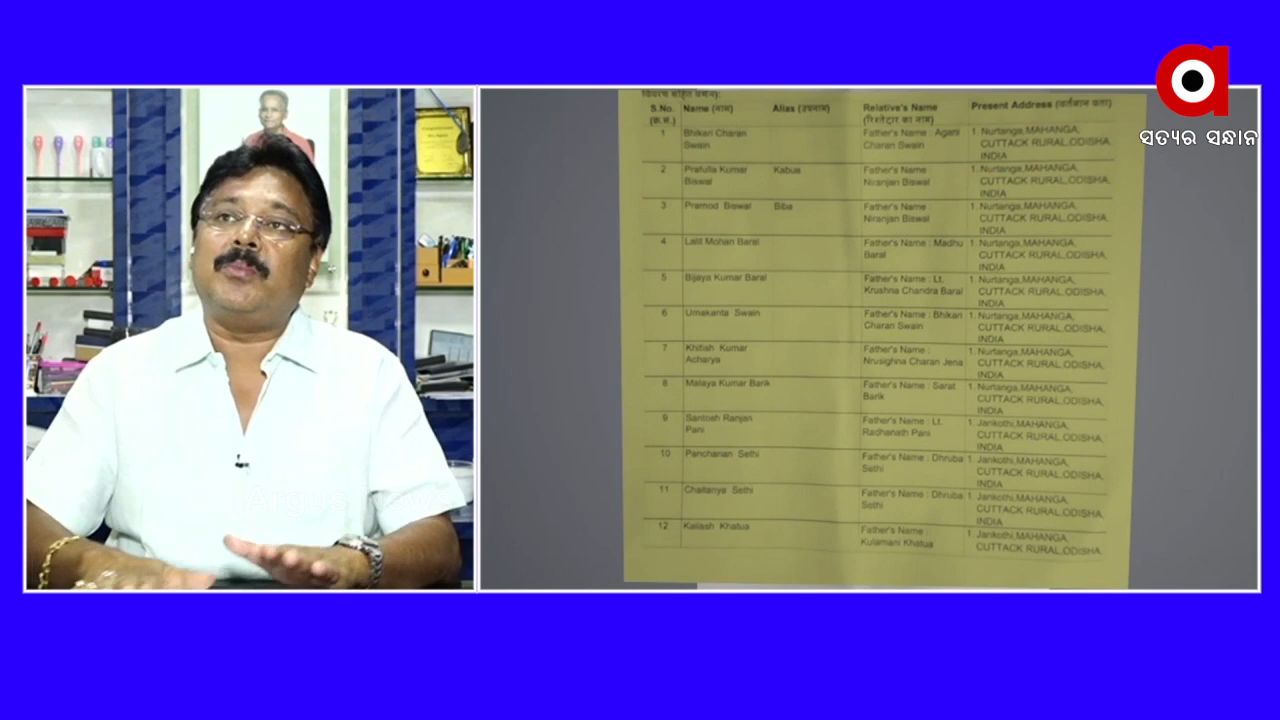 ସତ୍ୟର ସନ୍ଧାନ
Argus News
S.No. Name (नाम) Alias (उपनाम) Relative's Name Present Address (वर्तमान पता)
(क्र.सं.) (रिश्तेदार का नाम)
1 Bhikari Charan Father's Name : Agani 1. Nurtanga,MAHANGA,
Swain Charan Swain CUTTACK RURAL,ODISHA,
INDIA
2 Prafulla Kumar Kabua Father's Name : 1. Nurtanga,MAHANGA,
Biswal Niranjan Biswal CUTTACK RURAL,ODISHA,
INDIA
3 Pramod Biswal Biba Father's Name : 1. Nurtanga,MAHANGA,
Niranjan Biswal CUTTACK RURAL,ODISHA,
INDIA
4 Lalit Mohan Baral Father's Name : Madhu 1. Nurtanga,MAHANGA,
Baral CUTTACK RURAL,ODISHA,
INDIA
5 Bijaya Kumar Baral Father's Name : Lt. 1. Nurtanga,MAHANGA,
Krushna Chandra Baral CUTTACK RURAL,ODISHA,
INDIA
6 Umakanta Swain Father's Name : Bhikari 1. Nurtanga,MAHANGA,
Charan Swain CUTTACK RURAL,ODISHA,
INDIA
7 Khitish Kumar Father's Name : 1. Nurtanga,MAHANGA,
Acharya Nrusighna Charan Jena CUTTACK RURAL,ODISHA,
INDIA
8 Malaya Kumar Barik Father's Name : Sarat 1. Nurtanga,MAHANGA,
Barik CUTTACK RURAL,ODISHA,
INDIA
9 Santosh Ranjan Father's Name : Lt. 1. Jankothi,MAHANGA,
Pani Radhanath Pani CUTTACK RURAL,ODISHA,
INDIA
10 Panchanan Sethi Father's Name : Dhruba 1. Jankothi,MAHANGA,
Sethi CUTTACK RURAL,ODISHA,
INDIA
11 Chaitanya Sethi Father's Name : Dhruba 1. Jankothi,MAHANGA,
Sethi CUTTACK RURAL,ODISHA,
INDIA
12 Kailash Khatua Father's Name : 1. Jankothi,MAHANGA,
Kulamani Khatua CUTTACK RURAL,ODISHA,